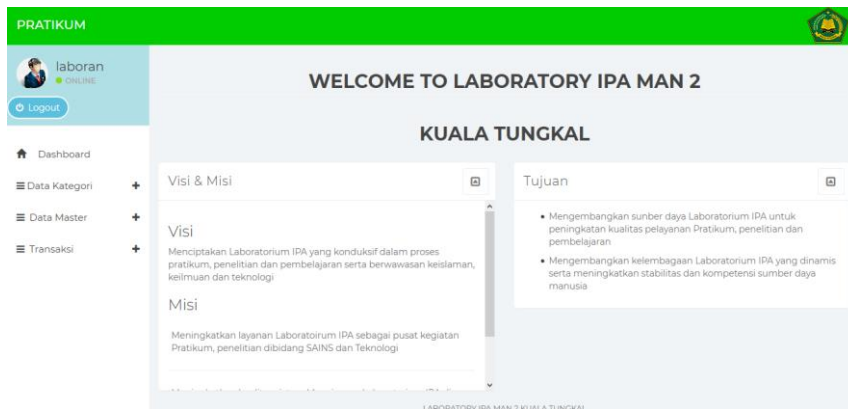 PRATIKUM
laboran
ONLINE
Logout
Dashboard
Data Kategori
Data Master
Transaksi
WELCOME TO LABORATORY IPA MAN 2
KUALA TUNGKAL
Visi & Misi
Visi
Menciptakan Laboratorium IPA yang konduksif dalam proses
pratikum, penelitian dan pembelajaran serta berwawasan keislaman,
keilmuan dan teknologi
Misi
Meningkatkan layanan Laboratoirum IPA sebagai pusat kegiatan
Pratikum, penelitian dibidang SAINS dan Teknologi
Tujuan
Mengembangkan sunber daya Laboratorium IPA untuk
peningkatan kualitas pelayanan Pratikum, penelitian dan
pembelajaran
Mengembangkan kelembagaan Laboratorium IPA yang dinamis
serta meningkatkan stabilitas dan kompetensi sumber daya
manusia
LABORATORY IPA MAN 2 KUALA TUNGKAL